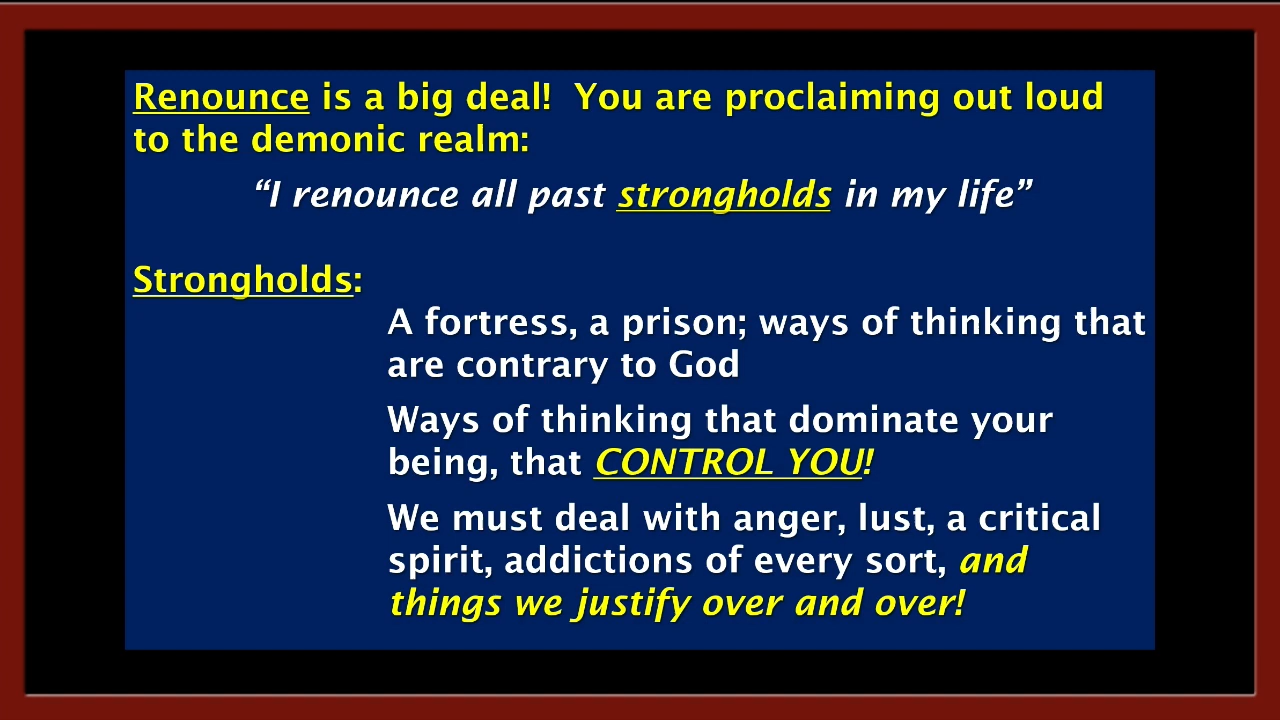 Renounce is a big deal!  You are proclaiming out loud
to the demonic realm:
“I renounce all past strongholds in my life”
Strongholds:
A fortress, a prison; ways of thinking that
are contrary to God
Ways of thinking that dominate your
being, that CONTROL YOU!
We must deal with anger, lust, a critical
spirit, addictions of every sort, and
things we justify over and over!